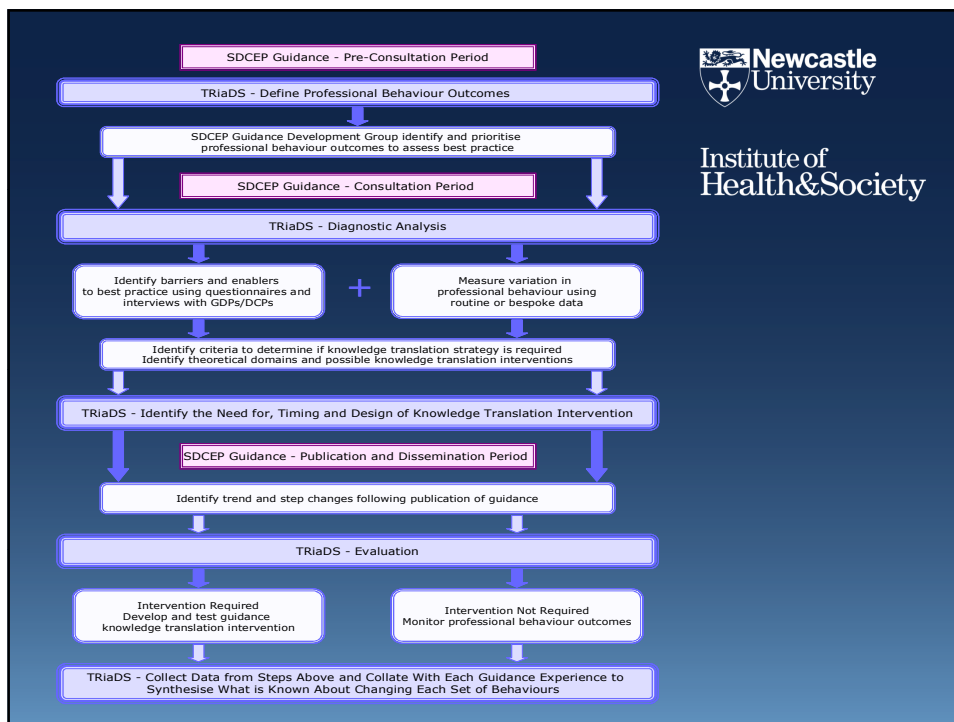 SDCEP Guidance - Pre-Consultation Period
TRiaDS - Define Professional Behaviour Outcomes
SDCEP Guidance Development Group identify and prioritise
professional behaviour outcomes to assess best practice
SDCEP Guidance - Consultation Period
TRiaDS - Diagnostic Analysis
Identify barriers and enablers
to best practice using questionnaires and
interviews with GDPs/DCPs
+
Measure variation in
professional behaviour using
routine or bespoke data
Identify criteria to determine if knowledge translation strategy is required
Identify theoretical domains and possible knowledge translation interventions
TRiaDS - Identify the Need for, Timing and Design of Knowledge Translation Intervention
SDCEP Guidance - Publication and Dissemination Period
Identify trend and step changes following publication of guidance
TRiaDS - Evaluation
Intervention Required
Develop and test guidance
knowledge translation intervention
Intervention Not Required
Monitor professional behaviour outcomes
TRiaDS - Collect Data from Steps Above and Collate With Each Guidance Experience to
Synthesise What is Known About Changing Each Set of Behaviours
Newcastle
University
Institute of
Health&Society